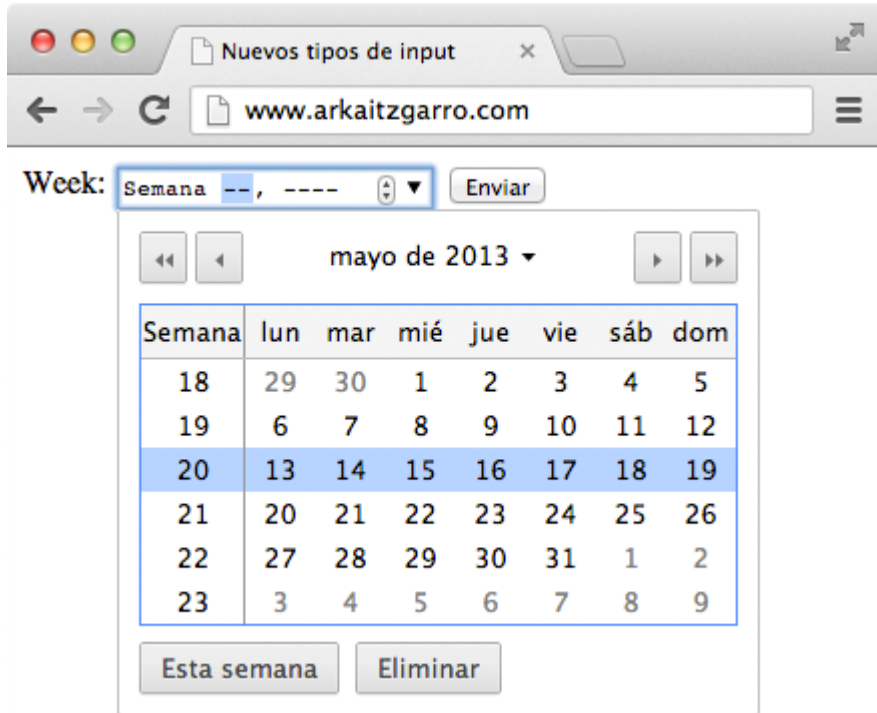 Nuevos tipos de input
www.arkaitzgarro.com
Week: Semana --, ---- Enviar
mayo de 2013
Semana lun mar mié jue vie sáb dom
18 29 30 1 2 3 4 5
19 6 7 8 9 10 11 12
20 13 14 15 16 17 18 19
21 20 21 22 23 24 25 26
22 27 28 29 30 31 1 2
23 3 4 5 6 7 8 9
Esta semana Eliminar